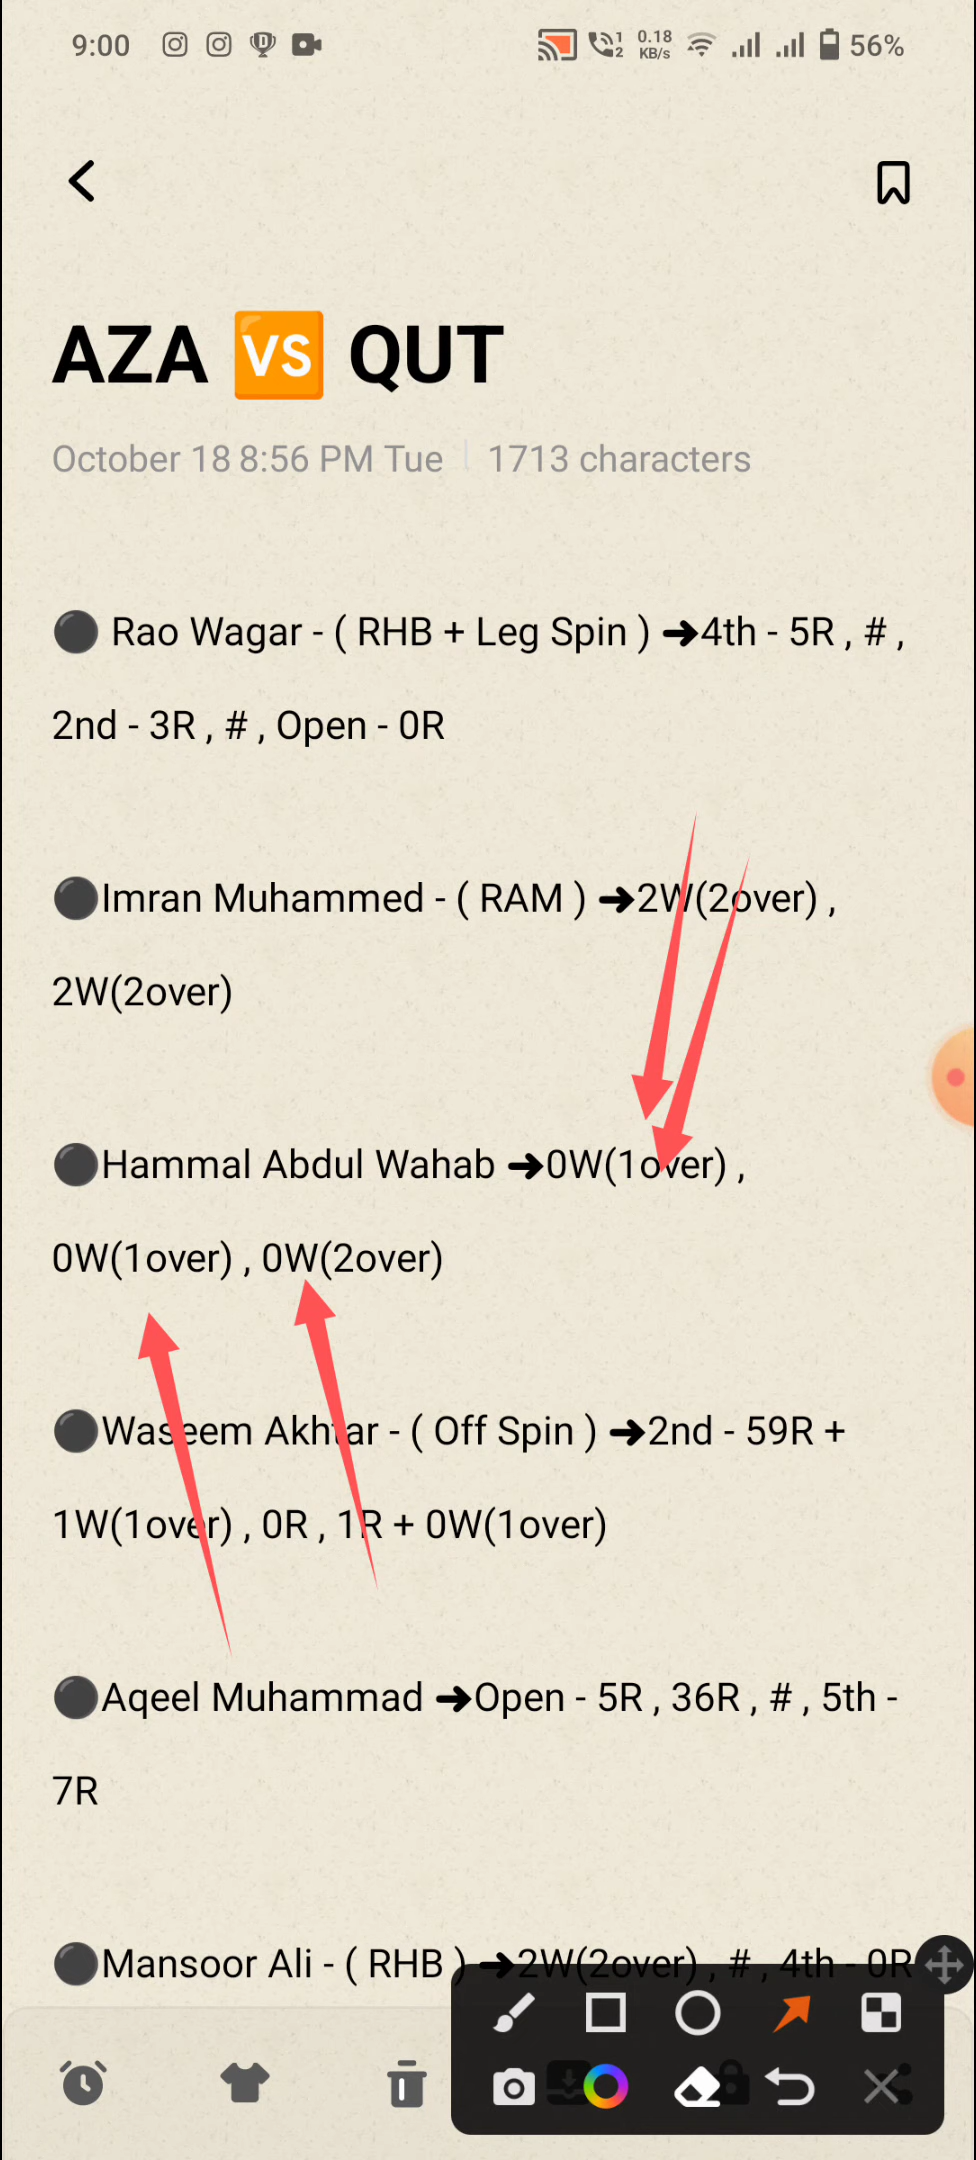 9:00 1 2 0.18 KB/s 56%
AZA VS QUT
October 18 8:56 PM Tue | 1713 characters
● Rao Wagar - ( RHB + Leg Spin ) ➜4th - 5R , # ,
2nd - 3R , # , Open - 0R
●Imran Muhammed - ( RAM ) ➜2W(2over) ,
2W(2over)
●Hammal Abdul Wahab ➜0W(1over) ,
0W(1over) , 0W(2over)
●Waseem Akhtar - ( Off Spin ) ➜2nd - 59R +
1W(1over) , 0R , 1R + 0W(1over)
●Aqeel Muhammad ➜Open - 5R , 36R , # , 5th -
7R
●Mansoor Ali - ( RHB ) ➜2W(2over) , # , 4th - 0R